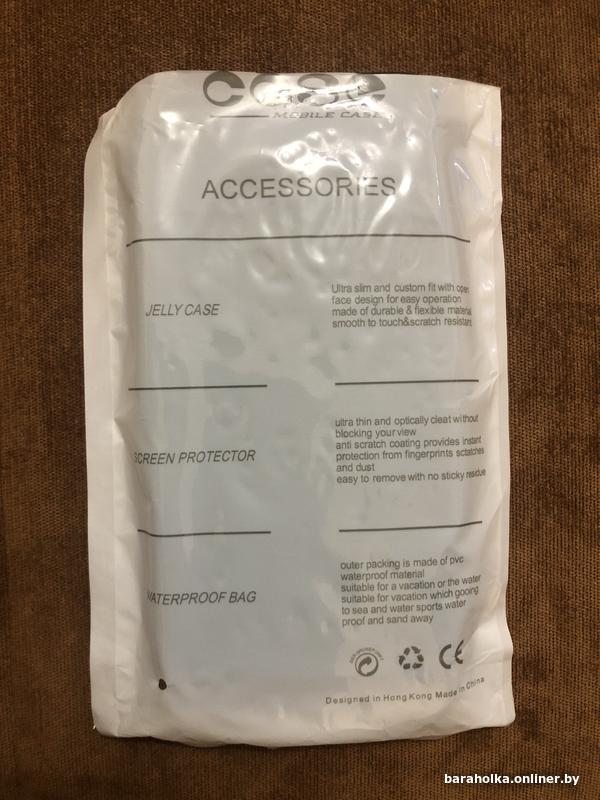 case
MOBILE CASE
ACCESSORIES
JELLY CASE
Ultra slim and custom fit with open
face design for easy operation
made of durable & flexible material
smooth to touch&scratch resistant
SCREEN PROTECTOR
ultra thin and optically cleat without
blocking your view
anti scratch coating provides instant
protection from fingerprints sctatches
and dust
easy to remove with no sticky residue
WATERPROOF BAG
outer packing is made of pvc
waterproof material
suitable for a vacation or the water
suitable for vacation which gooing
to sea and water sports water
proof and sand away
CE
Designed in Hong Kong Made in China
baraholka.onliner.by